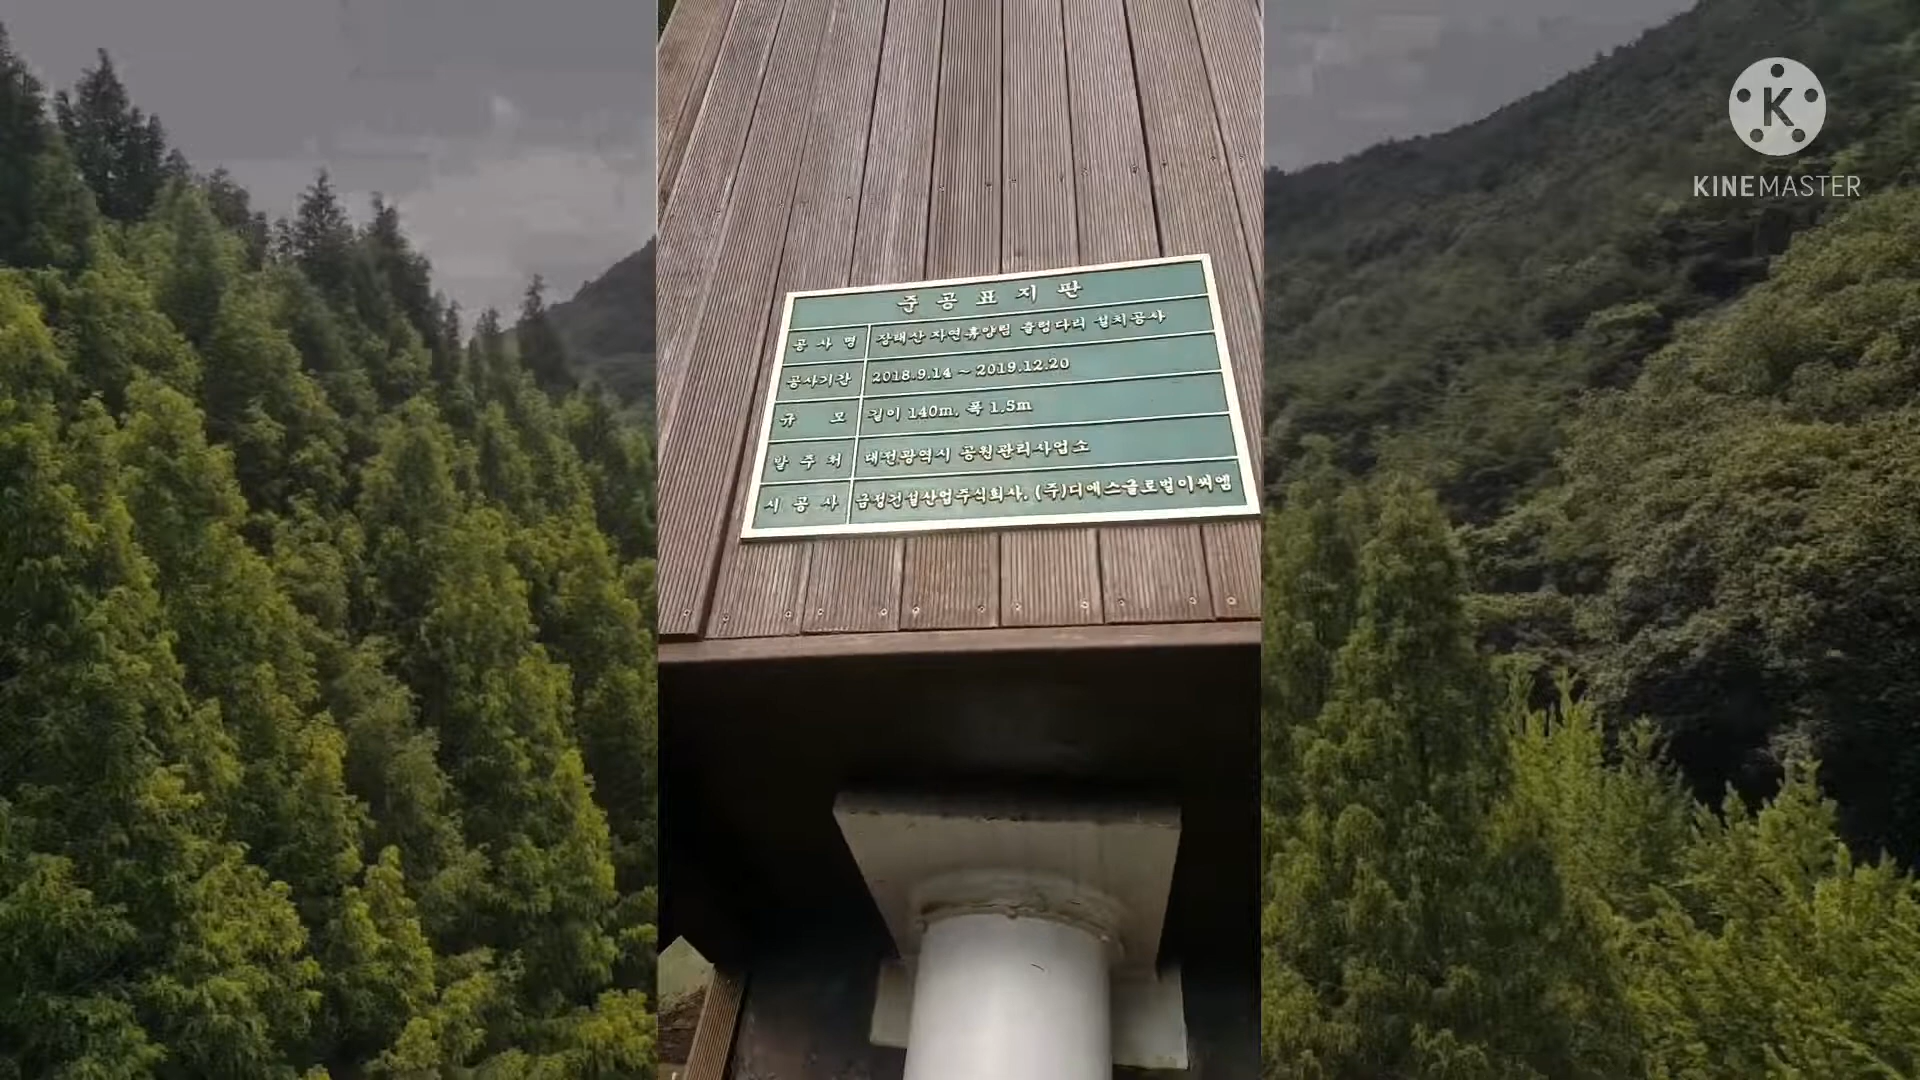 준공표지판
공사명 장태산 자연휴양림 출렁다리 설치공사
공사기간 2018.9.14 ~ 2019.12.20
규모 길이 140m, 폭 1.5m
발주처 대전광역시 공원관리사업소
시공사 금정건설산업주식회사, (주)디에스글로벌이씨엠
K
KINEMASTER